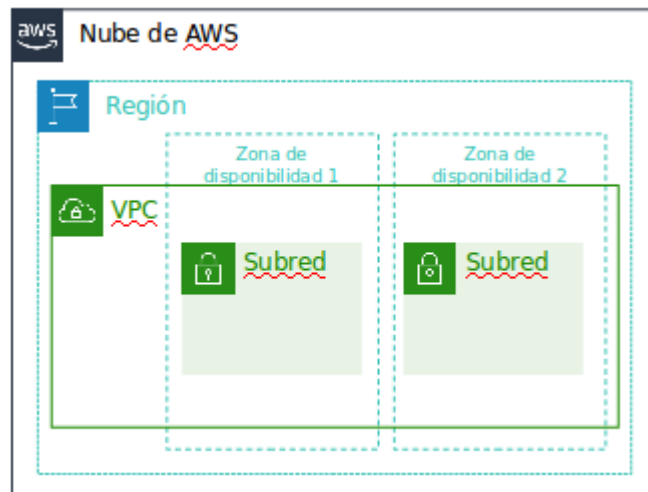 aws
Nube de AWS
Región
Zona de
disponibilidad 1
Zona de
disponibilidad 2
VPC
Subred
Subred